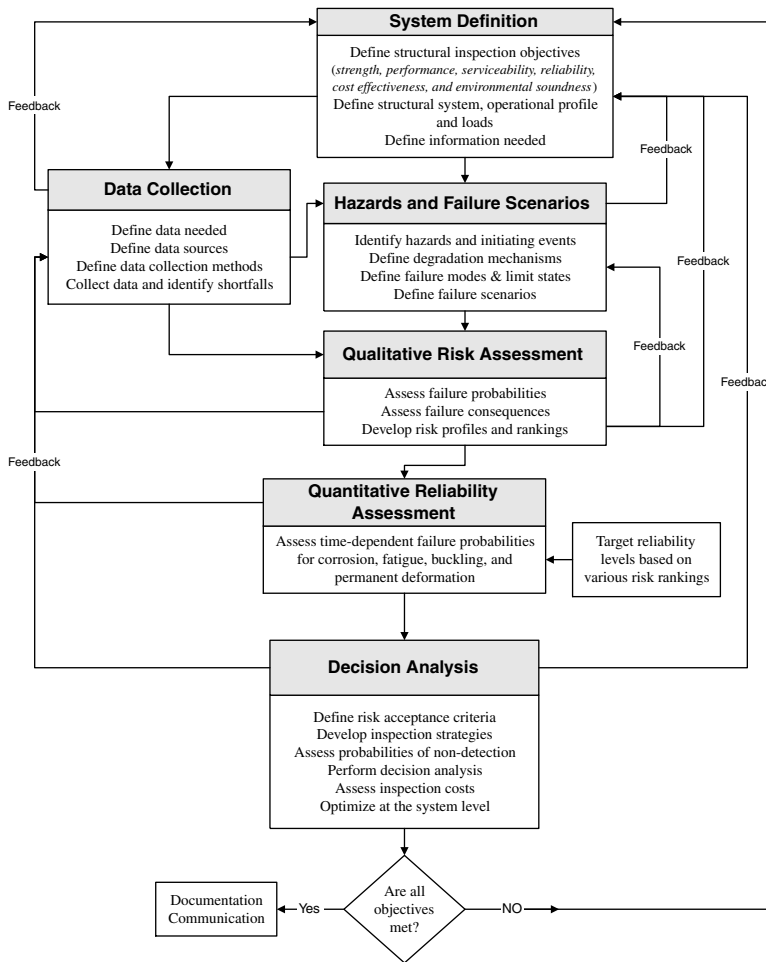 System Definition
Define structural inspection objectives
(strength, performance, serviceability, reliability,
cost effectiveness, and environmental soundness)
Define structural system, operational profile
and loads
Define information needed
Feedback
Feedback
Data Collection
Define data needed
Define data sources
Define data collection methods
Collect data and identify shortfalls
Hazards and Failure Scenarios
Identify hazards and initiating events
Define degradation mechanisms
Define failure modes & limit states
Define failure scenarios
Feedback
Feedback
Feedback
Qualitative Risk Assessment
Assess failure probabilities
Assess failure consequences
Develop risk profiles and rankings
Feedback
Quantitative Reliability
Assessment
Assess time-dependent failure probabilities
for corrosion, fatigue, buckling, and
permanent deformation
Target reliability
levels based on
various risk rankings
Decision Analysis
Define risk acceptance criteria
Develop inspection strategies
Assess probabilities of non-detection
Perform decision analysis
Assess inspection costs
Optimize at the system level
Are all
objectives
met?
Yes
NO
Documentation
Communication